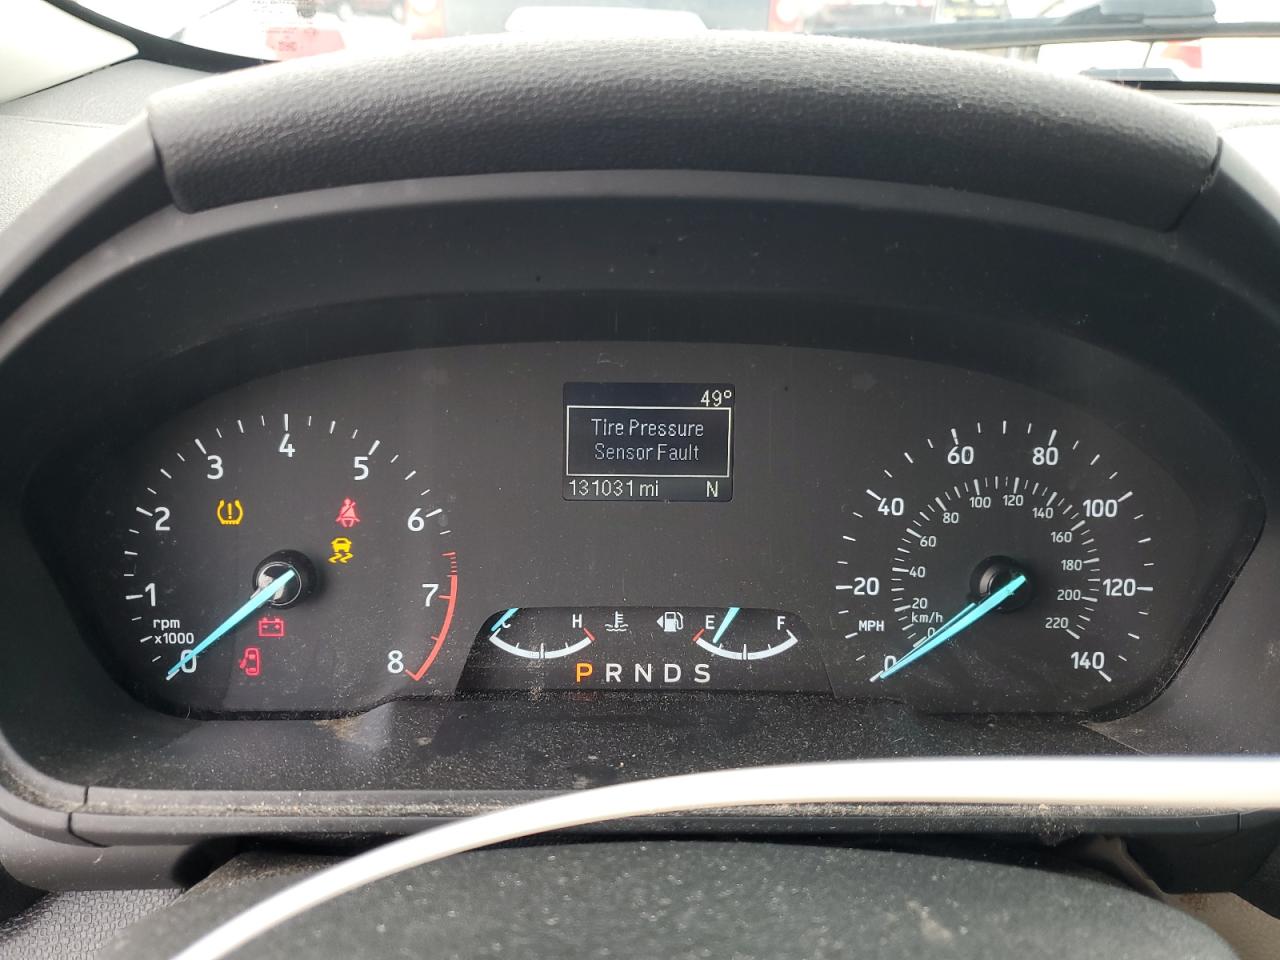 49°
Tire Pressure
Sensor Fault
131031 mi N
0 1 2 3 4 5 6 7 8
rpm
x1000
H
E F
P R N D S
0 20 40 60 80 100 120 140
MPH
0 20 40 60 80 100 120 140 160 180 200 220
km/h